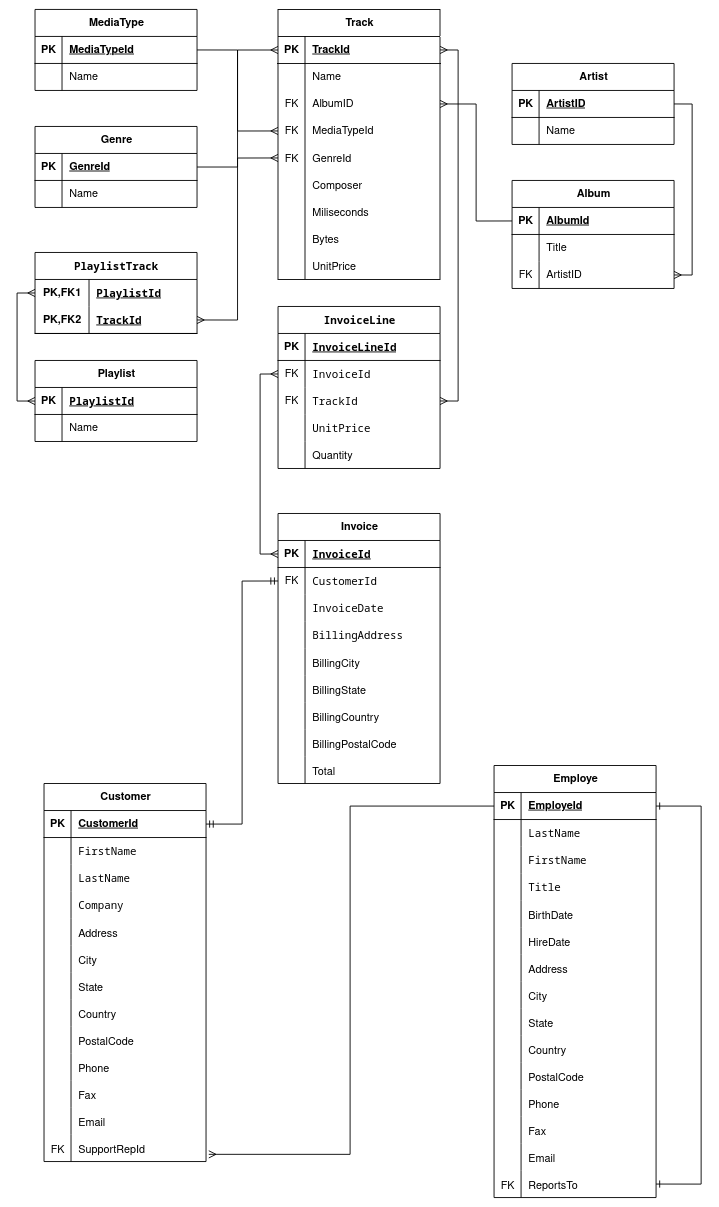 MediaType
PK MediaTypeId
Name
Genre
PK GenreId
Name
PlaylistTrack
PK,FK1 PlaylistId
PK,FK2 TrackId
Playlist
PK PlaylistId
Name
Track
PK TrackId
Name
FK AlbumID
FK MediaTypeId
FK GenreId
Composer
Miliseconds
Bytes
UnitPrice
Artist
PK ArtistID
Name
Album
PK AlbumId
Title
FK ArtistID
InvoiceLine
PK InvoiceLineId
FK InvoiceId
FK TrackId
UnitPrice
Quantity
Invoice
PK InvoiceId
FK CustomerId
InvoiceDate
BillingAddress
BillingCity
BillingState
BillingCountry
BillingPostalCode
Total
Customer
PK CustomerId
FirstName
LastName
Company
Address
City
State
Country
PostalCode
Phone
Fax
Email
FK SupportRepId
Employe
PK EmployeId
LastName
FirstName
Title
BirthDate
HireDate
Address
City
State
Country
PostalCode
Phone
Fax
Email
FK ReportsTo